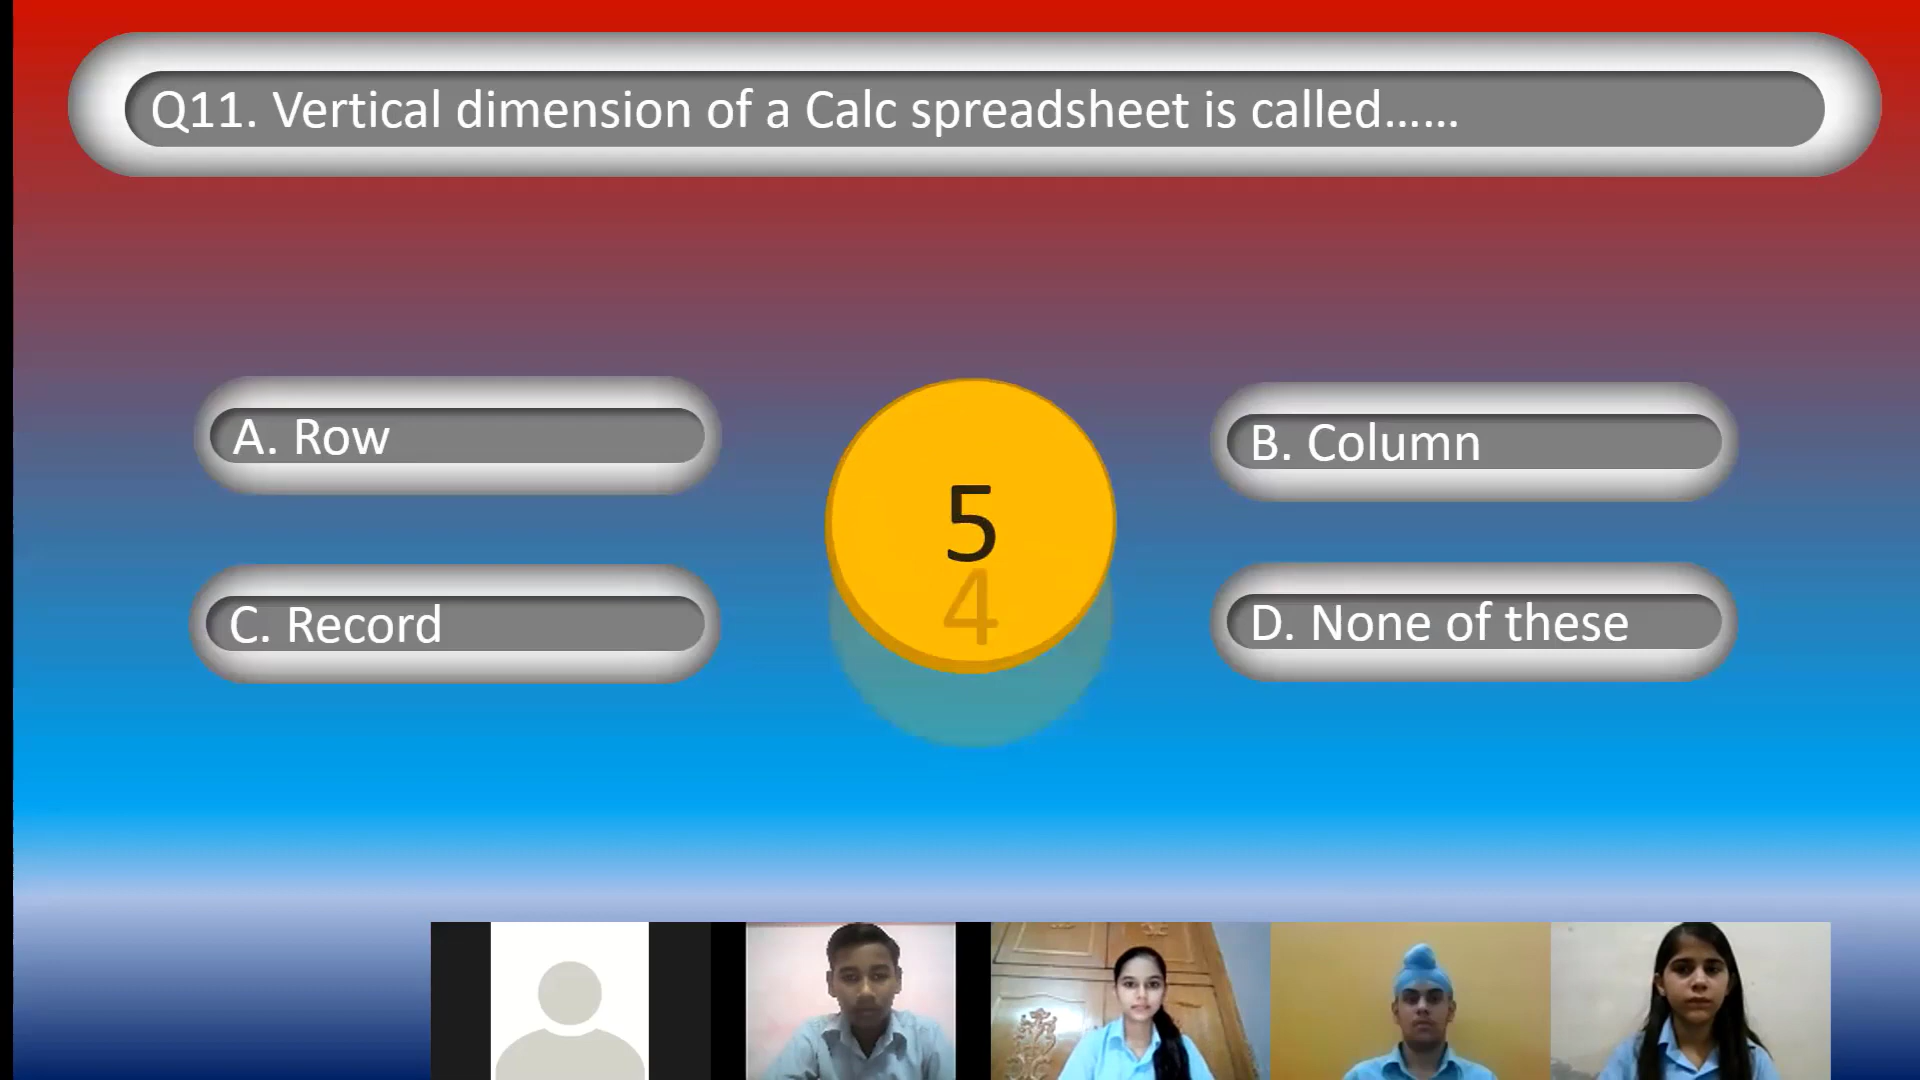 Q11. Vertical dimension of a Calc spreadsheet is called......
A. Row
B. Column
5
4
C. Record
D. None of these